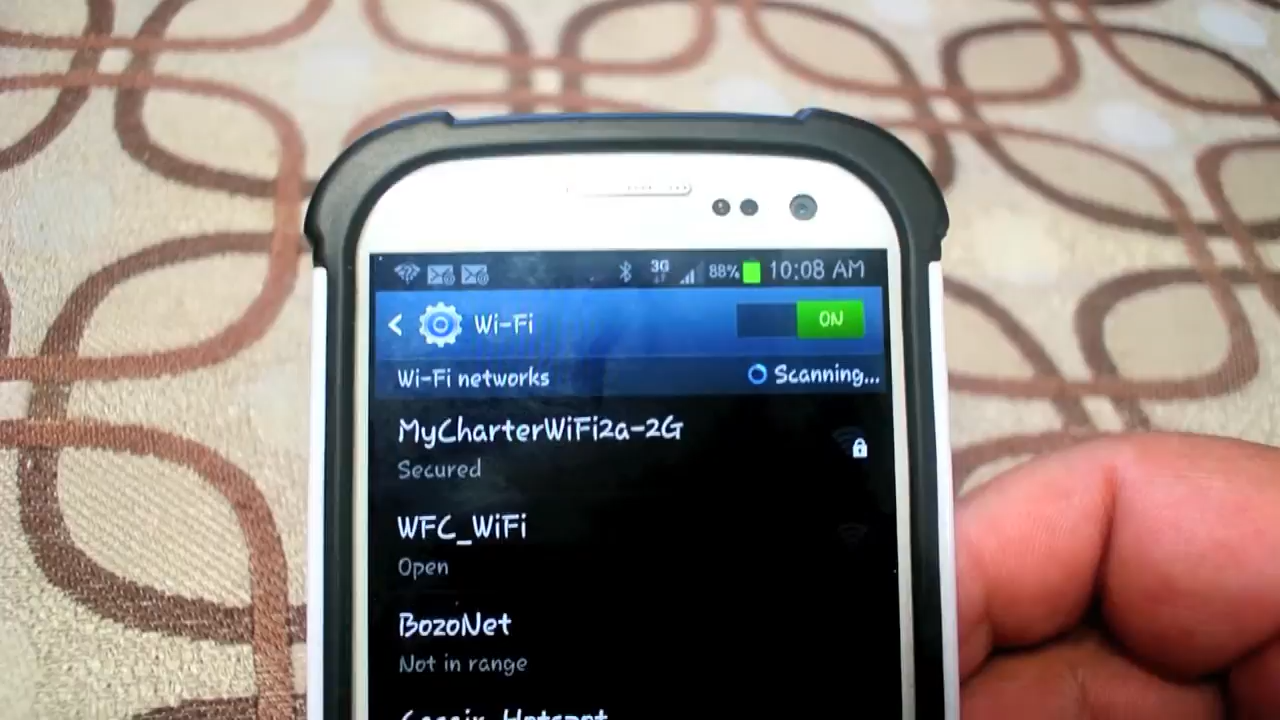 3G 88% 10:08 AM
Wi-Fi ON
Wi-Fi networks Scanning...
MyCharterWiFi2a-2G
Secured
WFC_WiFi
Open
BozoNet
Not in range
Hotspot